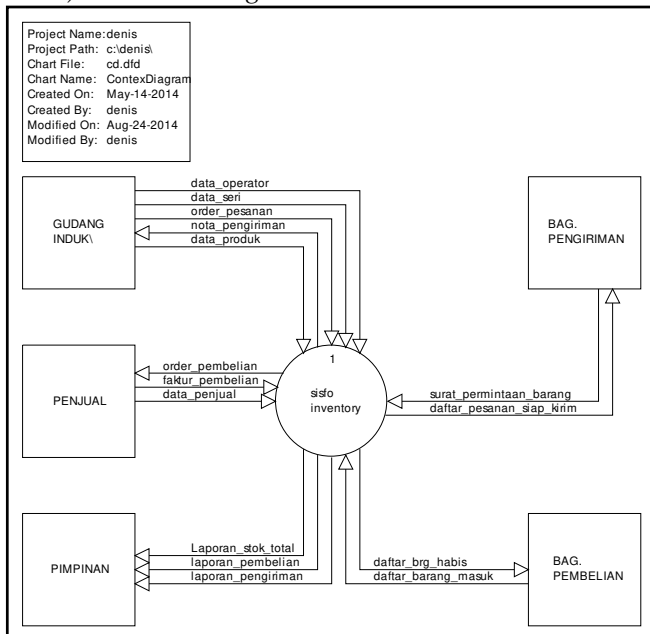 Project Name: denis
Project Path: c:\denis\
Chart File: cd.dfd
Chart Name: ContexDiagram
Created On: May-14-2014
Created By: denis
Modified On: Aug-24-2014
Modified By: denis
GUDANG
INDUK\
data_operator
data_seri
order_pesanan
nota_pengiriman
data_produk
BAG.
PENGIRIMAN
PENJUAL
order_pembelian
faktur_pembelian
data_penjual
1
sisfo
inventory
surat_permintaan_barang
daftar_pesanan_siap_kirim
PIMPINAN
Laporan_stok_total
laporan_pembelian
laporan_pengiriman
daftar_brg_habis
daftar_barang_masuk
BAG.
PEMBELIAN